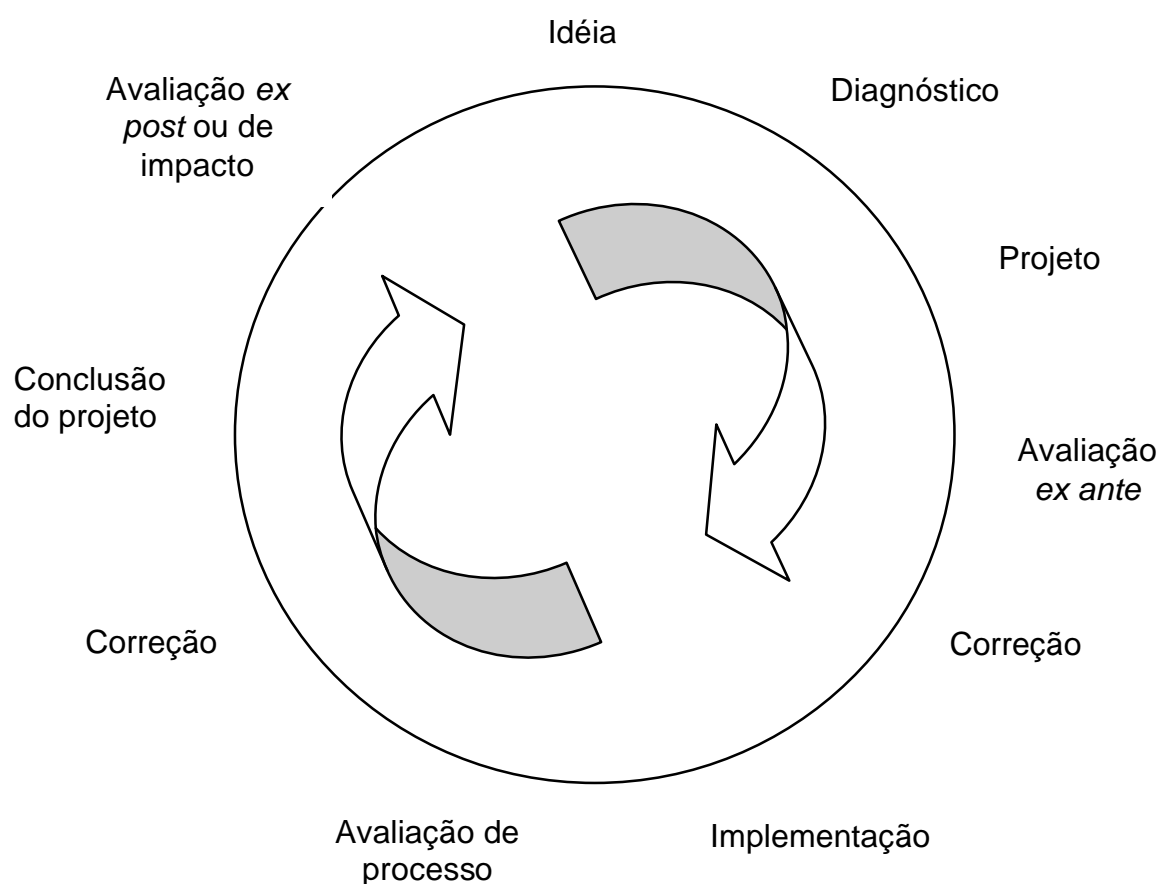 Idéia
Diagnóstico
Projeto
Avaliação
ex ante
Correção
Implementação
Avaliação de
processo
Correção
Conclusão
do projeto
Avaliação ex
post ou de
impacto